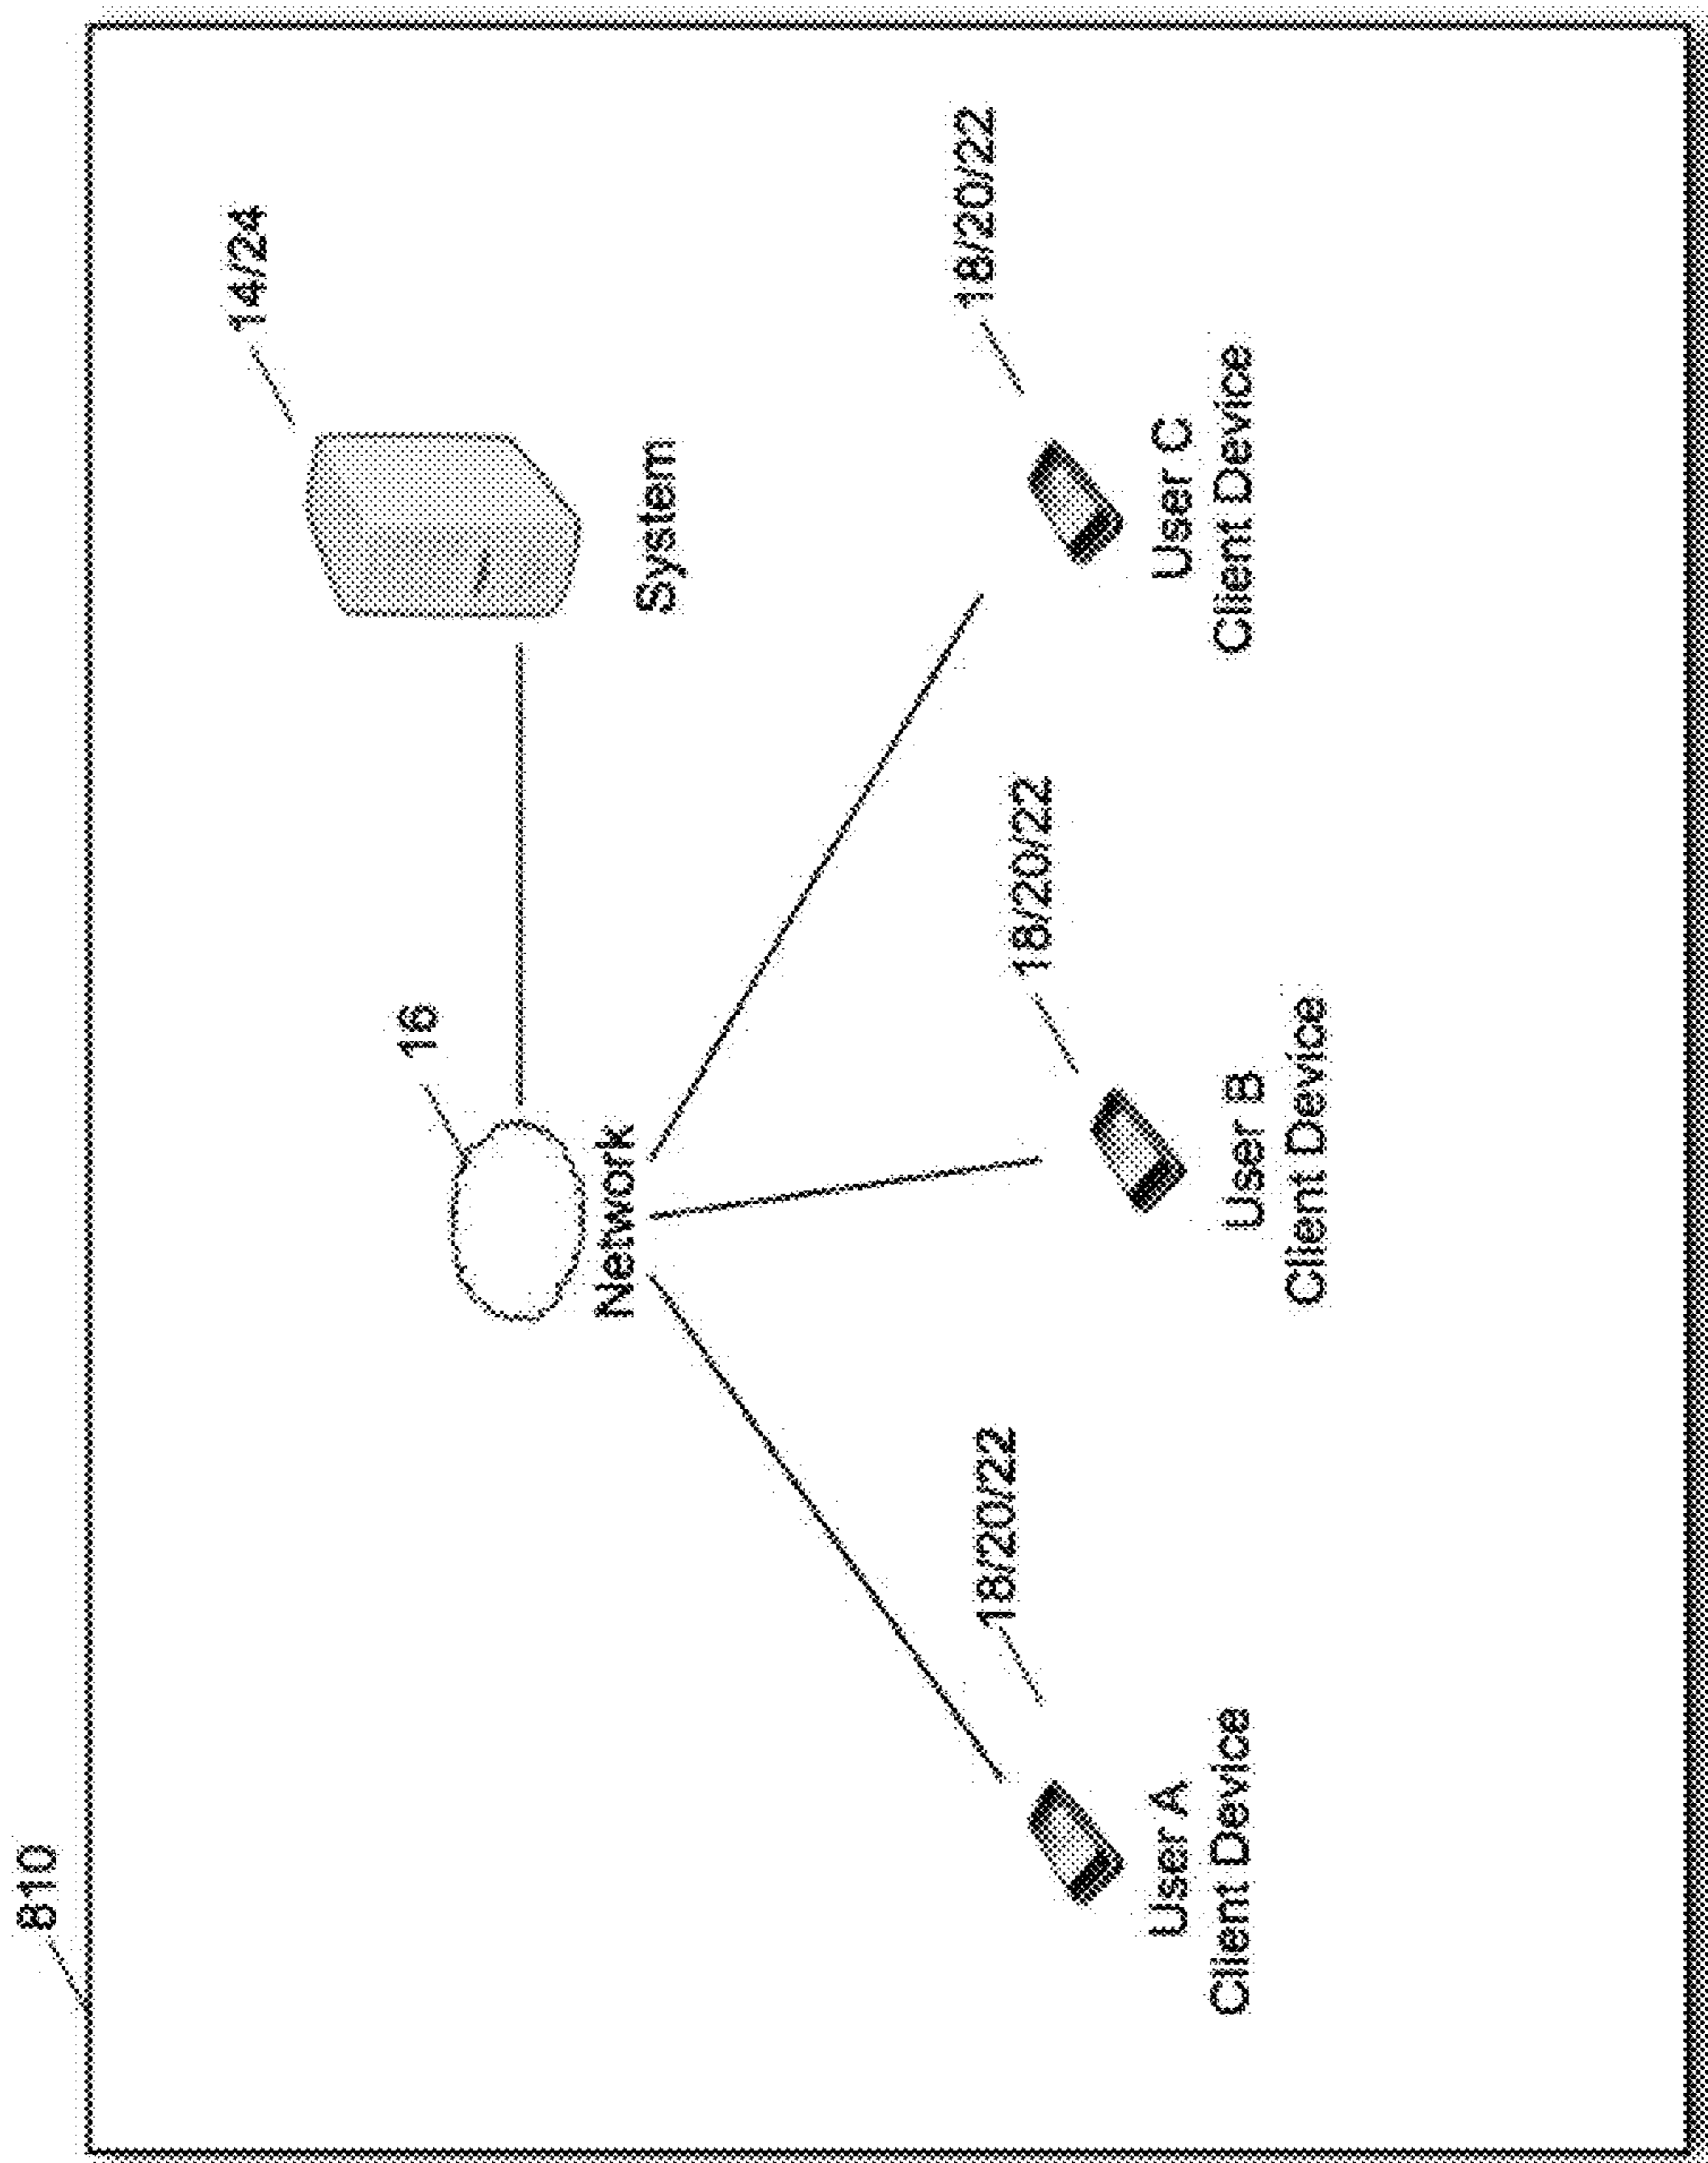 810
14/24
16
System
Network
18/20/22
18/20/22
18/20/22
User A
Client Device
User B
Client Device
User C
Client Device